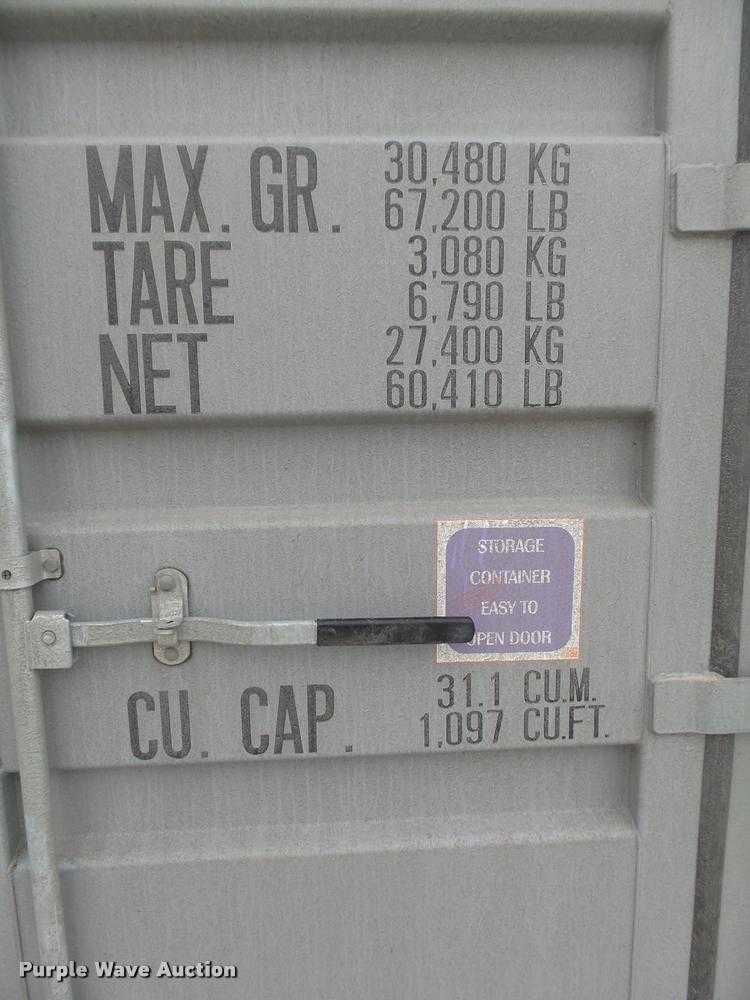 MAX. GR. 30,480 KG
67,200 LB
TARE 3,080 KG
6,790 LB
NET 27,400 KG
60,410 LB
STORAGE
CONTAINER
EASY TO
OPEN DOOR
CU. CAP. 31.1 CU.M.
1,097 CU.FT.
Purple Wave Auction